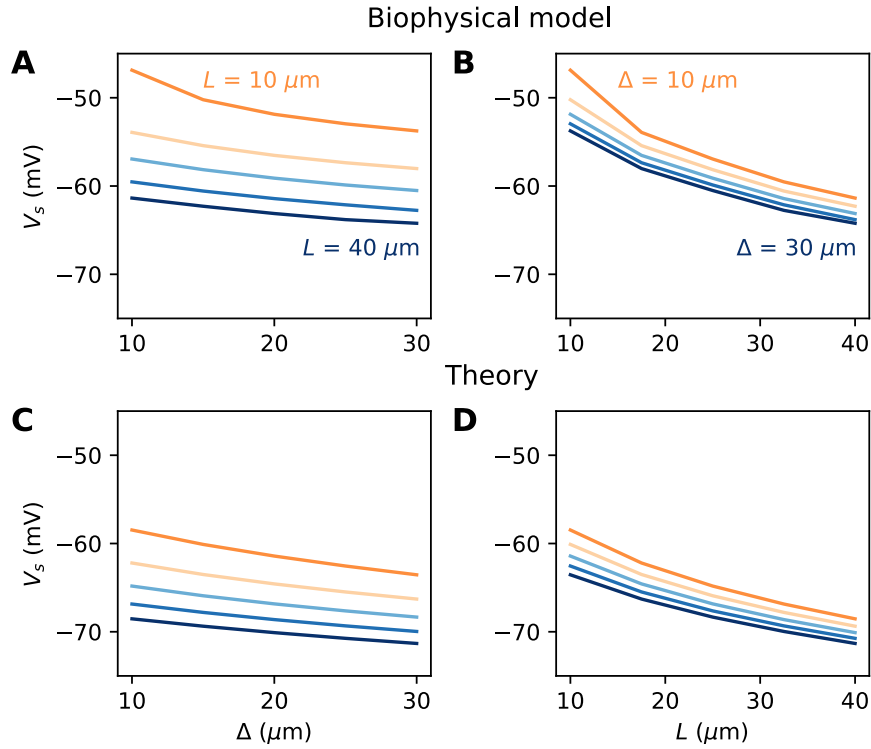 Biophysical model
A
B
L = 10 μm
Δ = 10 μm
−50
−60
−70
V_s (mV)
L = 40 μm
10
20
30
−50
−60
−70
Δ = 30 μm
10
20
30
40
Theory
C
D
−50
−60
−70
V_s (mV)
10
20
30
Δ (μm)
−50
−60
−70
10
20
30
40
L (μm)